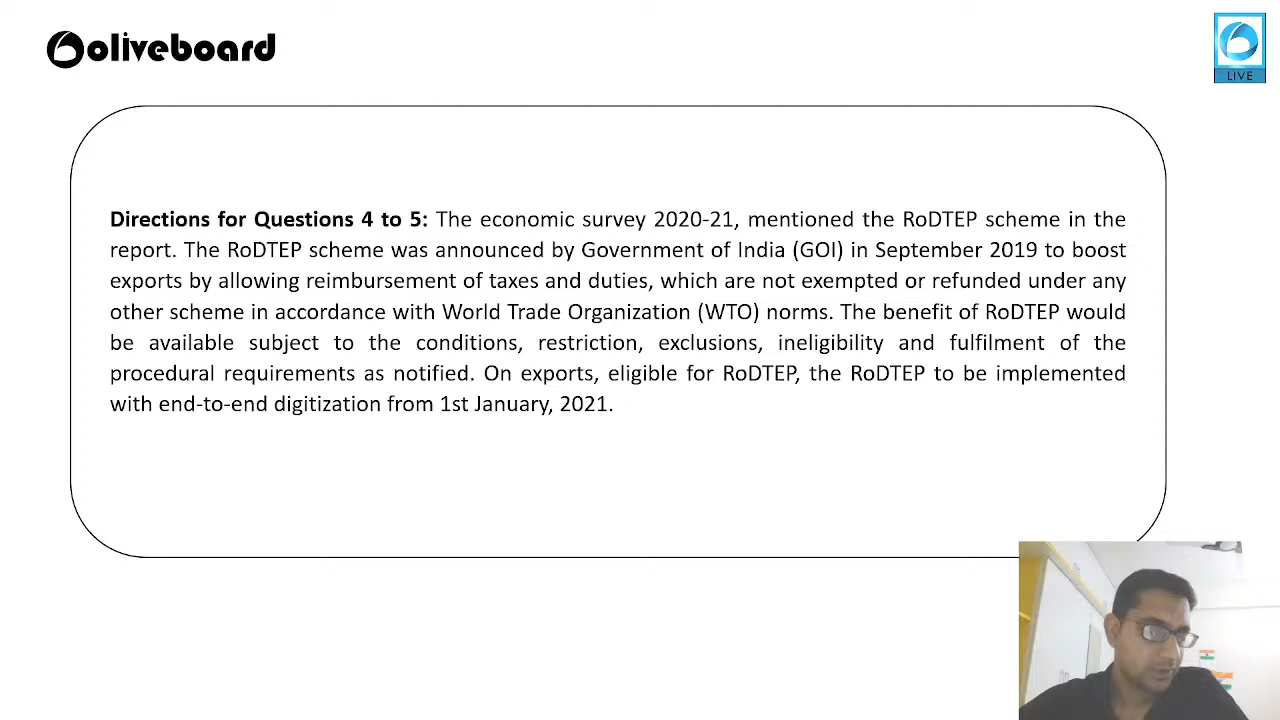 oliveboard
LIVE
Directions for Questions 4 to 5: The economic survey 2020-21, mentioned the RoDTEP scheme in the
report. The RoDTEP scheme was announced by Government of India (GOI) in September 2019 to boost
exports by allowing reimbursement of taxes and duties, which are not exempted or refunded under any
other scheme in accordance with World Trade Organization (WTO) norms. The benefit of RoDTEP would
be available subject to the conditions, restriction, exclusions, ineligibility and fulfilment of the
procedural requirements as notified. On exports, eligible for RoDTEP, the RoDTEP to be implemented
with end-to-end digitization from 1st January, 2021.